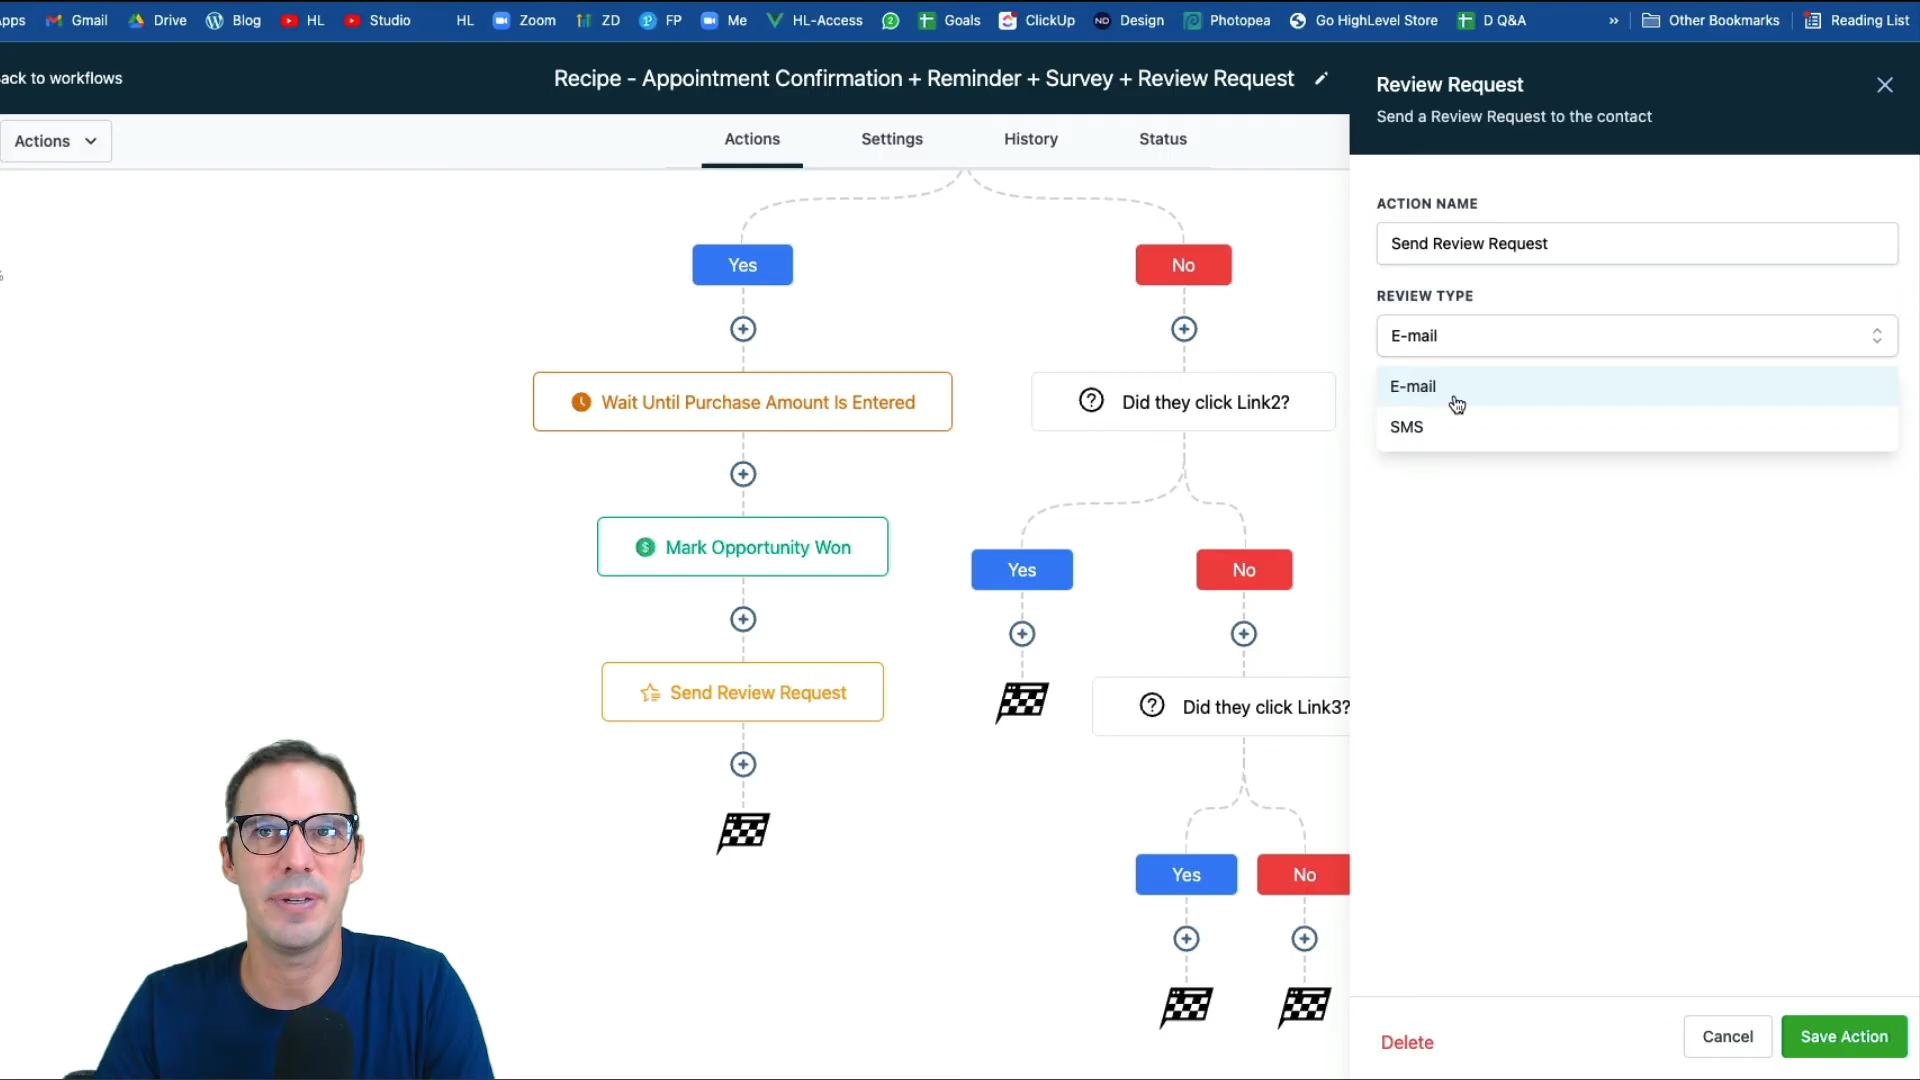 pps Gmail Drive Blog HL Studio HL Zoom ZD FP Me HL-Access 2 Goals ClickUp ND Design Photopea Go HighLevel Store D Q&A » Other Bookmarks Reading List
ack to workflows
Recipe - Appointment Confirmation + Reminder + Survey + Review Request
Actions
Actions Settings History Status
%
Yes
No
Wait Until Purchase Amount Is Entered
? Did they click Link2?
$ Mark Opportunity Won
Yes
No
Send Review Request
? Did they click Link3?
Yes
No
Review Request
Send a Review Request to the contact
ACTION NAME
Send Review Request
REVIEW TYPE
E-mail
E-mail
SMS
Delete
Cancel
Save Action